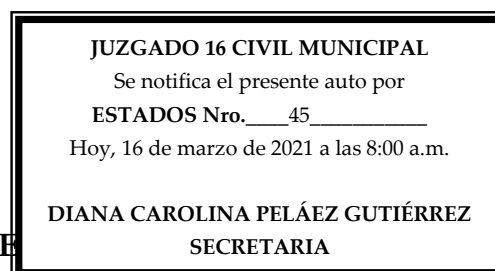 JUZGADO 16 CIVIL MUNICIPAL
Se notifica el presente auto por
ESTADOS Nro.____45___________
Hoy, 16 de marzo de 2021 a las 8:00 a.m.
DIANA CAROLINA PELÁEZ GUTIÉRREZ
SECRETARIA